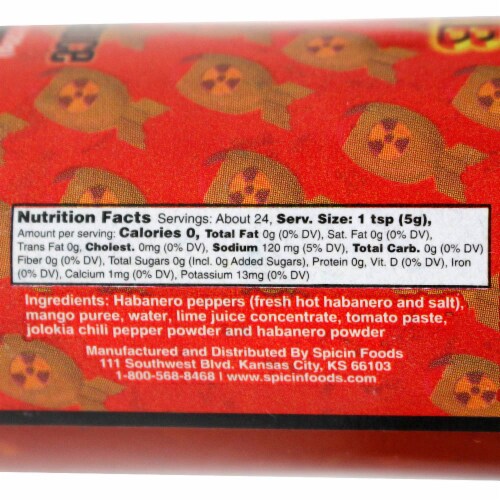 Nutrition Facts Servings: About 24, Serv. Size: 1 tsp (5g),
Amount per serving: Calories 0, Total Fat 0g (0% DV), Sat. Fat 0g (0% DV),
Trans Fat 0g, Cholest. 0mg (0% DV), Sodium 120 mg (5% DV), Total Carb. 0g (0% DV)
Fiber 0g (0% DV), Total Sugars 0g (Incl. 0g Added Sugars), Protein 0g, Vit. D (0% DV), Iron
(0% DV), Calcium 1mg (0% DV), Potassium 13mg (0% DV)
Ingredients: Habanero peppers (fresh hot habanero and salt),
mango puree, water, lime juice concentrate, tomato paste,
jolokia chili pepper powder and habanero powder
Manufactured and Distributed By Spicin Foods
111 Southwest Blvd. Kansas City, KS 66103
1-800-568-8468 | www.spicinfoods.com